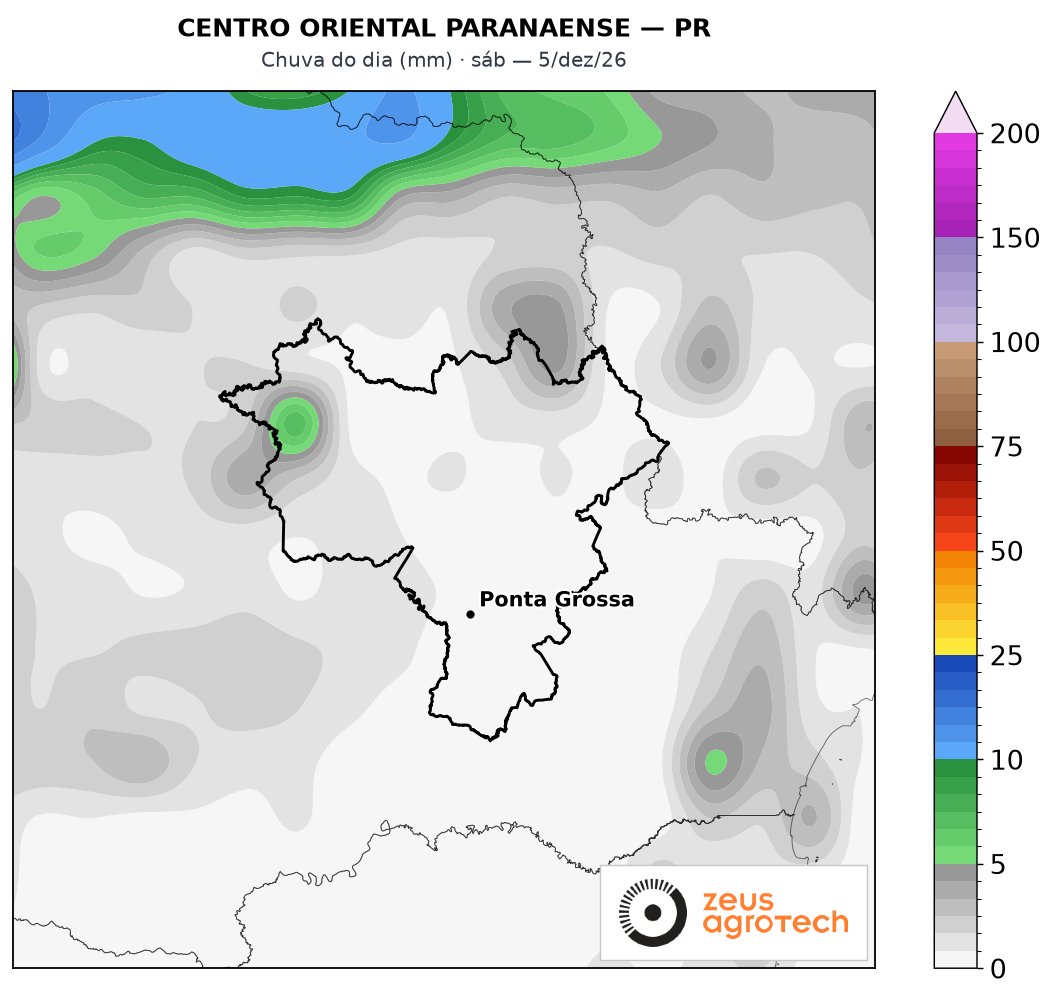 CENTRO ORIENTAL PARANAENSE — PR
Chuva do dia (mm) · sáb — 5/dez/26
200
150
100
75
50
25
10
5
0
Ponta Grossa
zeus
agrotech